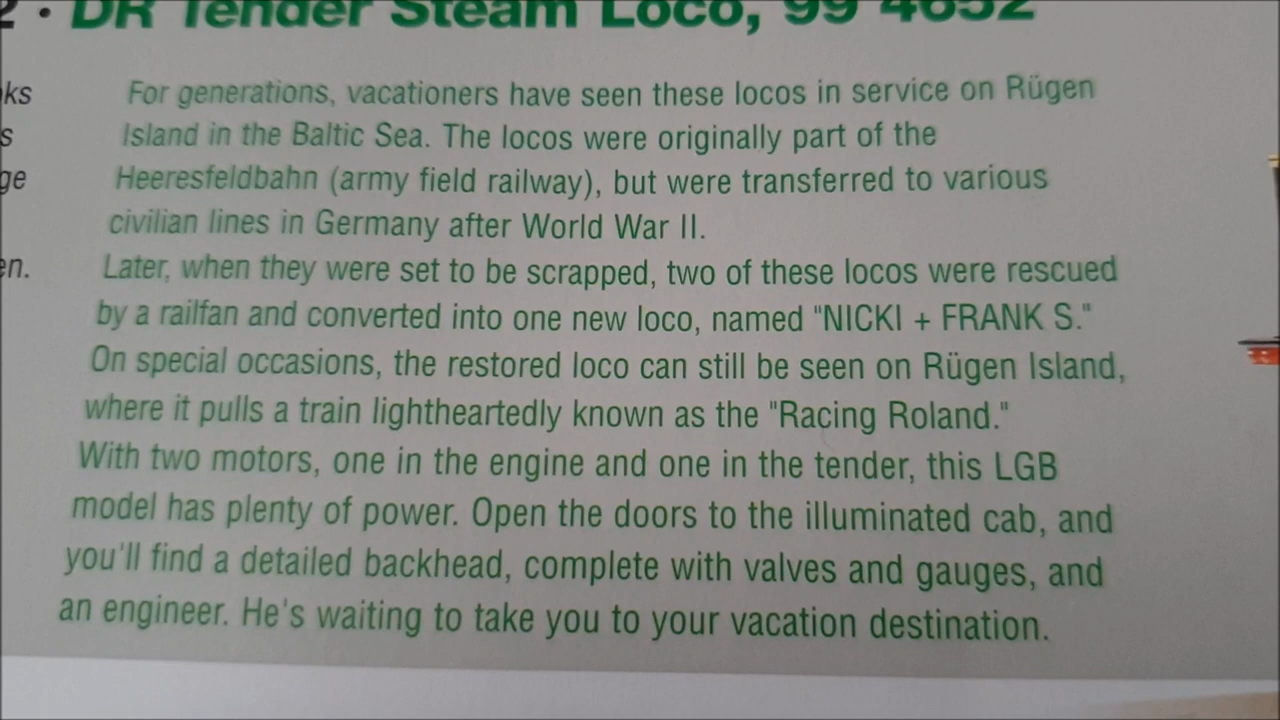 2 · DR Tender Steam Loco, 99 4652
For generations, vacationers have seen these locos in service on Rügen
Island in the Baltic Sea. The locos were originally part of the
Heeresfeldbahn (army field railway), but were transferred to various
civilian lines in Germany after World War II.
Later, when they were set to be scrapped, two of these locos were rescued
by a railfan and converted into one new loco, named "NICKI + FRANK S."
On special occasions, the restored loco can still be seen on Rügen Island,
where it pulls a train lightheartedly known as the "Racing Roland."
With two motors, one in the engine and one in the tender, this LGB
model has plenty of power. Open the doors to the illuminated cab, and
you'll find a detailed backhead, complete with valves and gauges, and
an engineer. He's waiting to take you to your vacation destination.